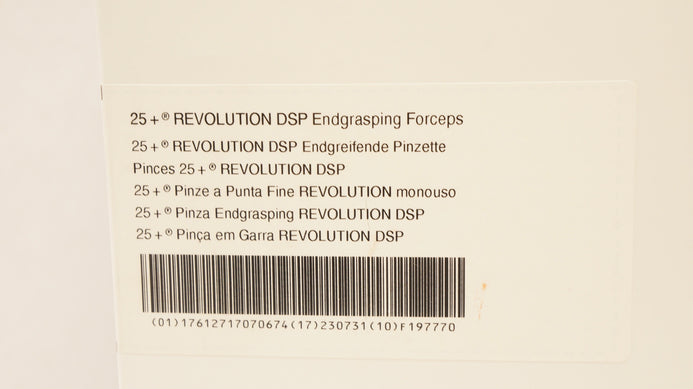 25+® REVOLUTION DSP Endgrasping Forceps
25+® REVOLUTION DSP Endgreifende Pinzette
Pinces 25+® REVOLUTION DSP
25+® Pinze a Punta Fine REVOLUTION monouso
25+® Pinza Endgrasping REVOLUTION DSP
25+® Pinça em Garra REVOLUTION DSP
(01)17612717070674(17)230731(10)F197770